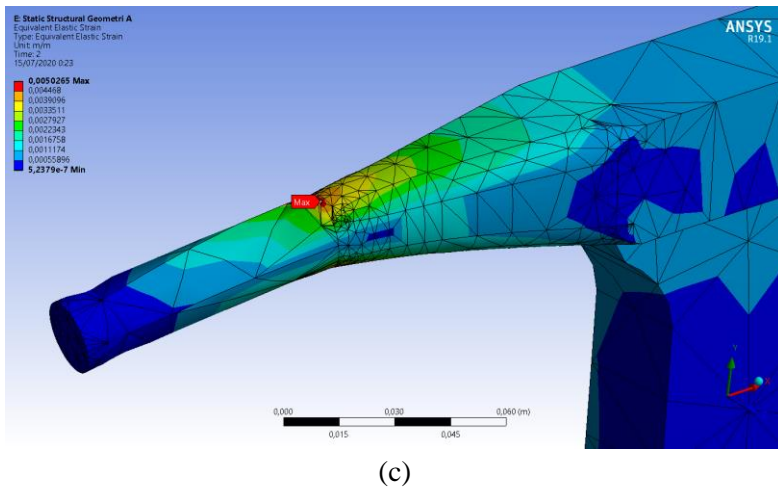 E: Static Structural Geometri A
Equivalent Elastic Strain
Type: Equivalent Elastic Strain
Unit: m/m
Time: 2
15/07/2020 0:23
0,0050265 Max
0,004468
0,0039096
0,0033511
0,0027927
0,0022343
0,0016758
0,0011174
0,00055896
5,2379e-7 Min
ANSYS
R19.1
Max
Y
X
0,000
0,030
0,060 (m)
0,015
0,045
(c)